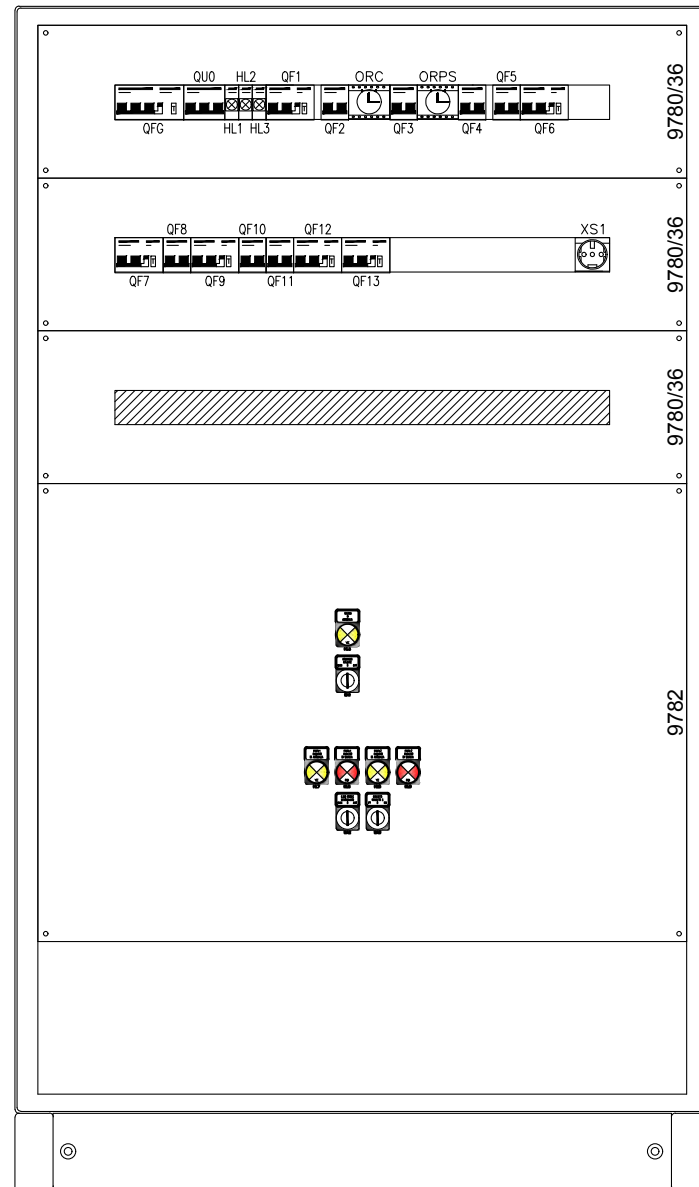 QU0 HL2 QF1 ORC ORPS QF5
QFG HL1 HL3 QF2 QF3 QF4 QF6
9780/36
QF8 QF10 QF12 XS1
QF7 QF9 QF11 QF13
9780/36
9780/36
9782